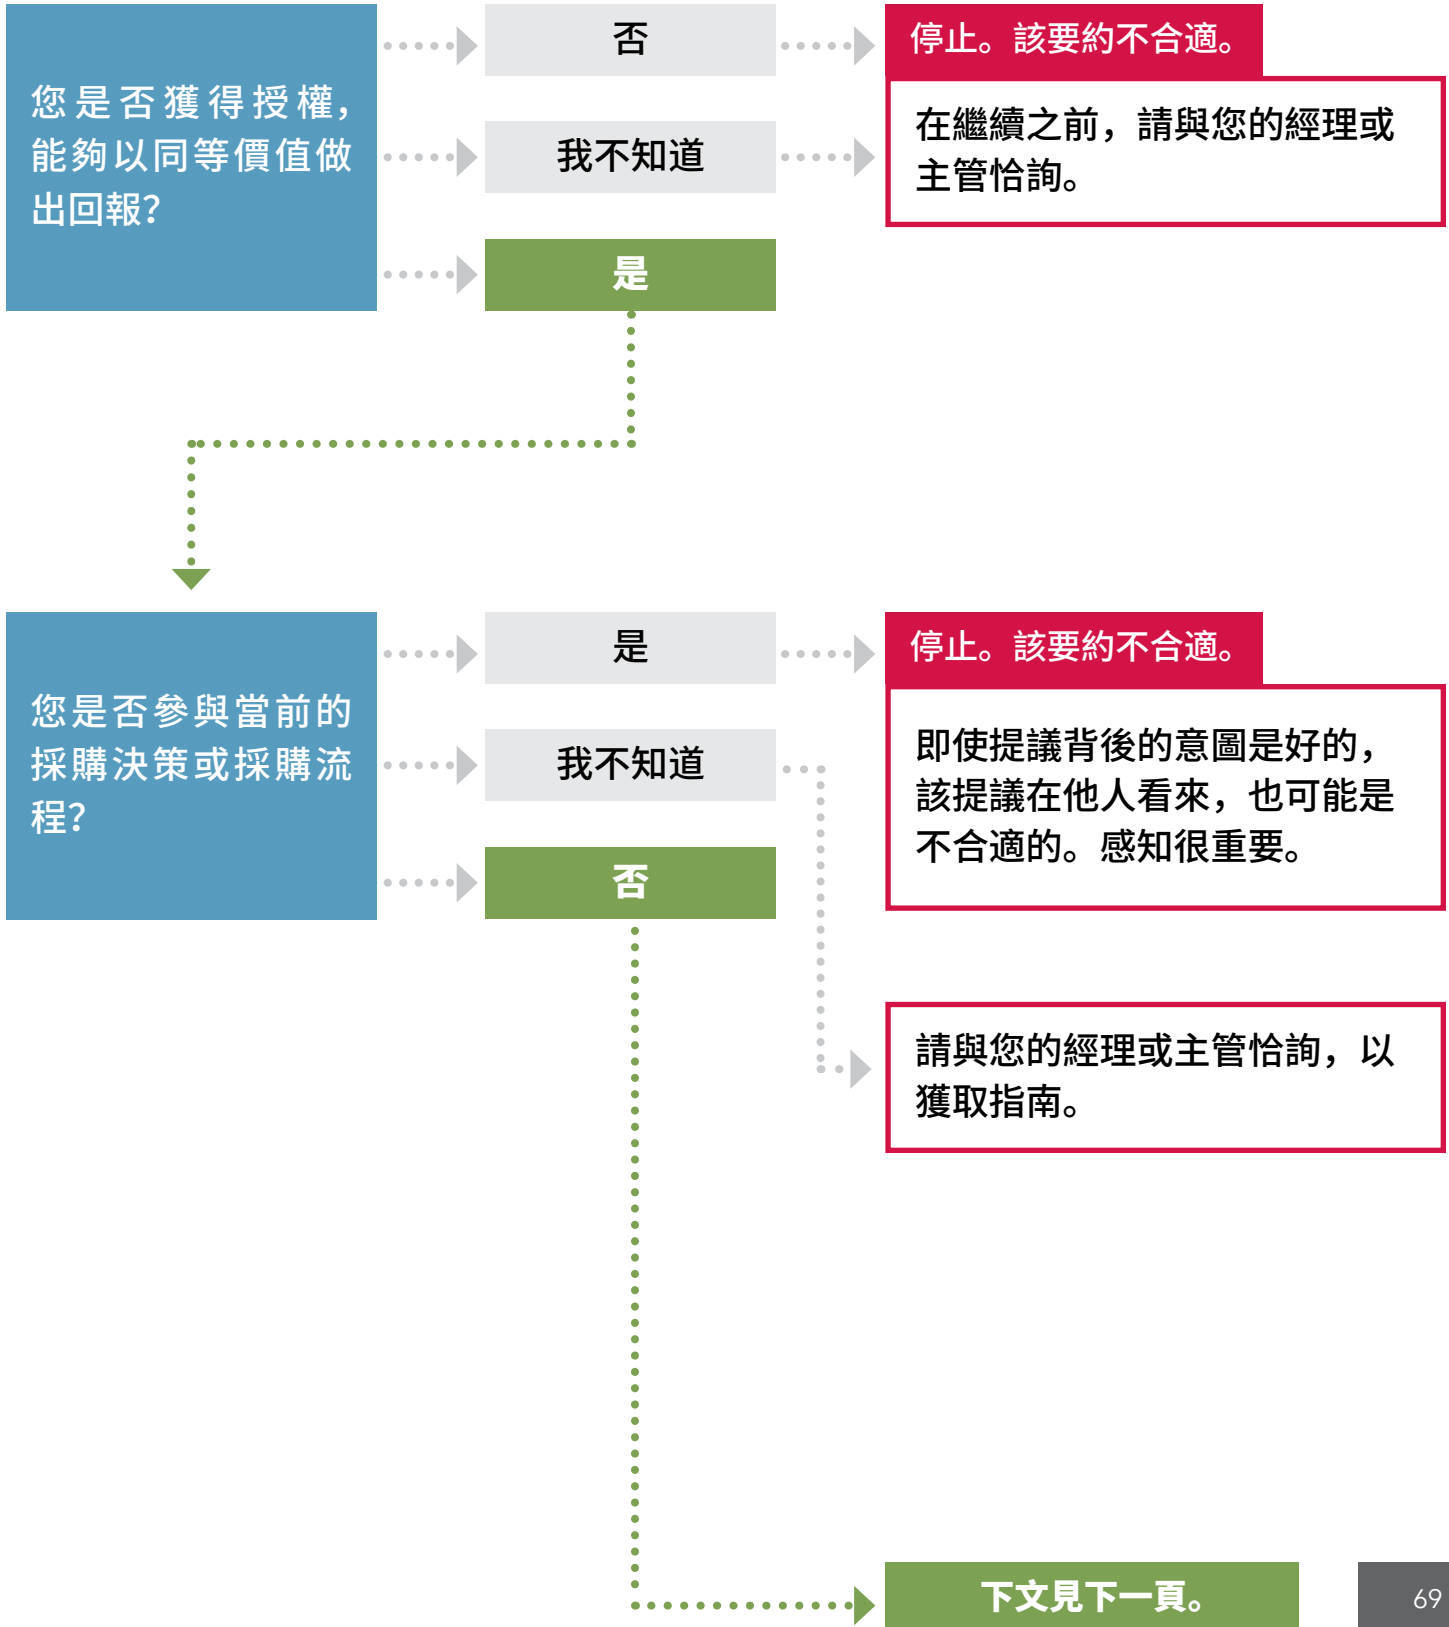 您是否獲得授權，
能夠以同等價值做
出回報？
否
停止。該要約不合適。
我不知道
在繼續之前，請與您的經理或
主管恰詢。
是
您是否參與當前的
採購決策或採購流
程？
是
停止。該要約不合適。
我不知道
即使提議背後的意圖是好的，
該提議在他人看來，也可能是
不合適的。感知很重要。
否
請與您的經理或主管恰詢，以
獲取指南。
下文見下一頁。
69